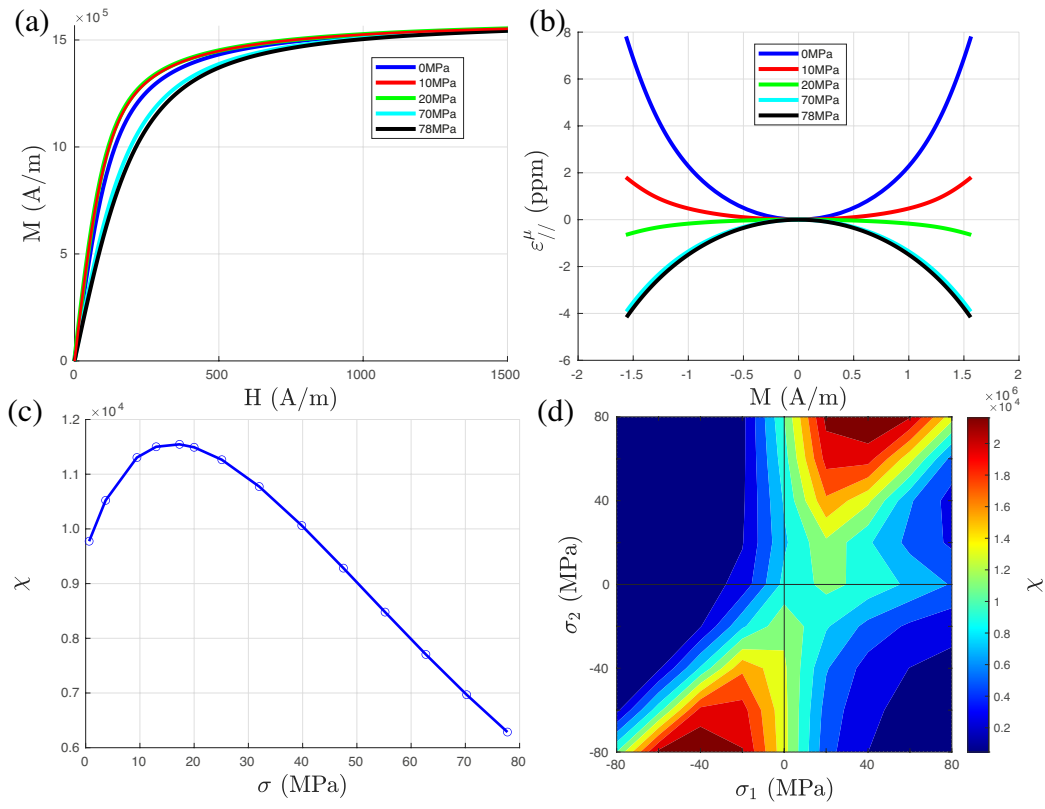 (a)
×10^5
15
10
5
0
M (A/m)
0
500
1000
1500
H (A/m)
0MPa
10MPa
20MPa
70MPa
78MPa
(b)
8
6
4
2
0
-2
-4
-6
ε^μ_// (ppm)
-2
-1.5
-1
-0.5
0
0.5
1
1.5
2
M (A/m)
×10^6
0MPa
10MPa
20MPa
70MPa
78MPa
(c)
×10^4
1.2
1.1
1.0
0.9
0.8
0.7
0.6
χ
0
10
20
30
40
50
60
70
80
σ (MPa)
(d)
80
40
0
-40
-80
σ_2 (MPa)
-80
-40
0
40
80
σ_1 (MPa)
×10^4
2
1.8
1.6
1.4
1.2
1
0.8
0.6
0.4
0.2
χ